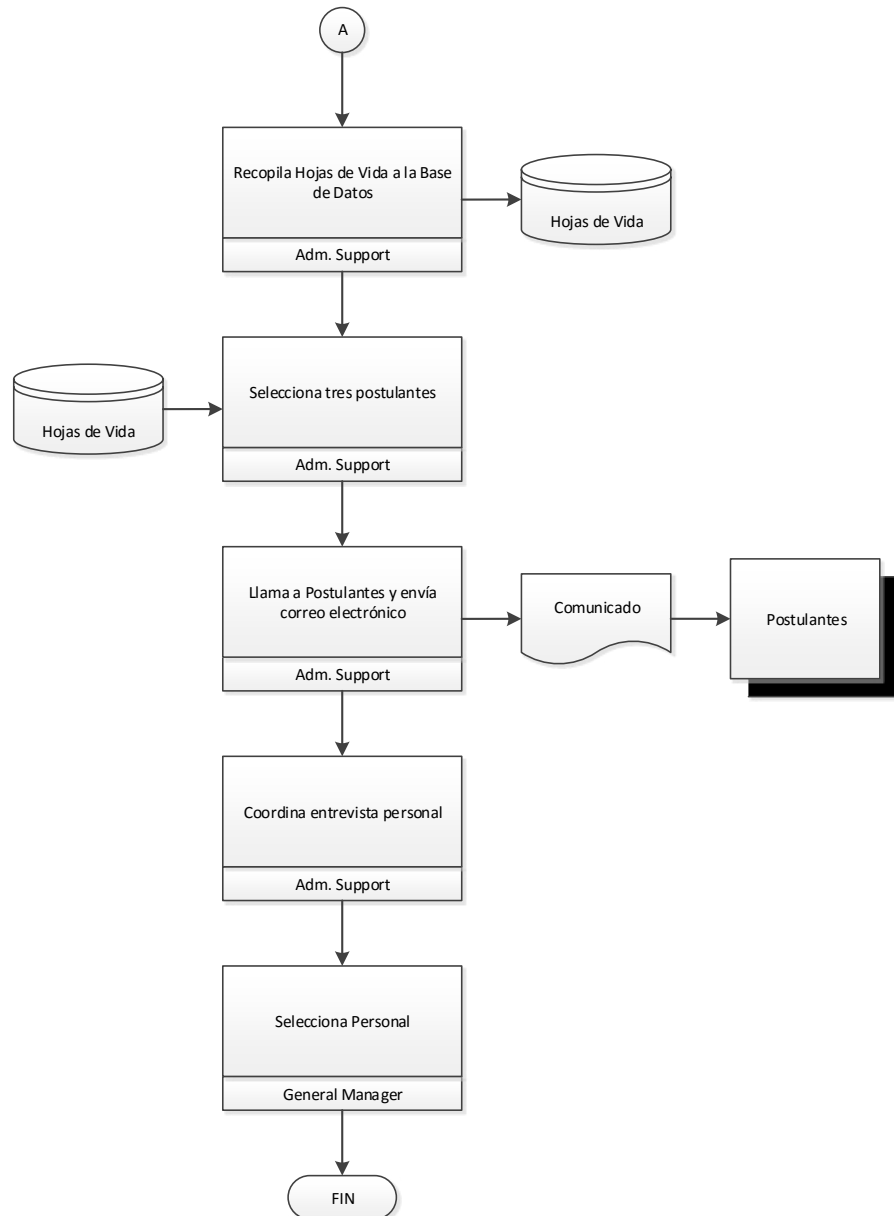 A
Recopila Hojas de Vida a la Base
de Datos
Adm. Support
Hojas de Vida
Selecciona tres postulantes
Adm. Support
Hojas de Vida
Llama a Postulantes y envía
correo electrónico
Adm. Support
Comunicado
Postulantes
Coordina entrevista personal
Adm. Support
Selecciona Personal
General Manager
FIN